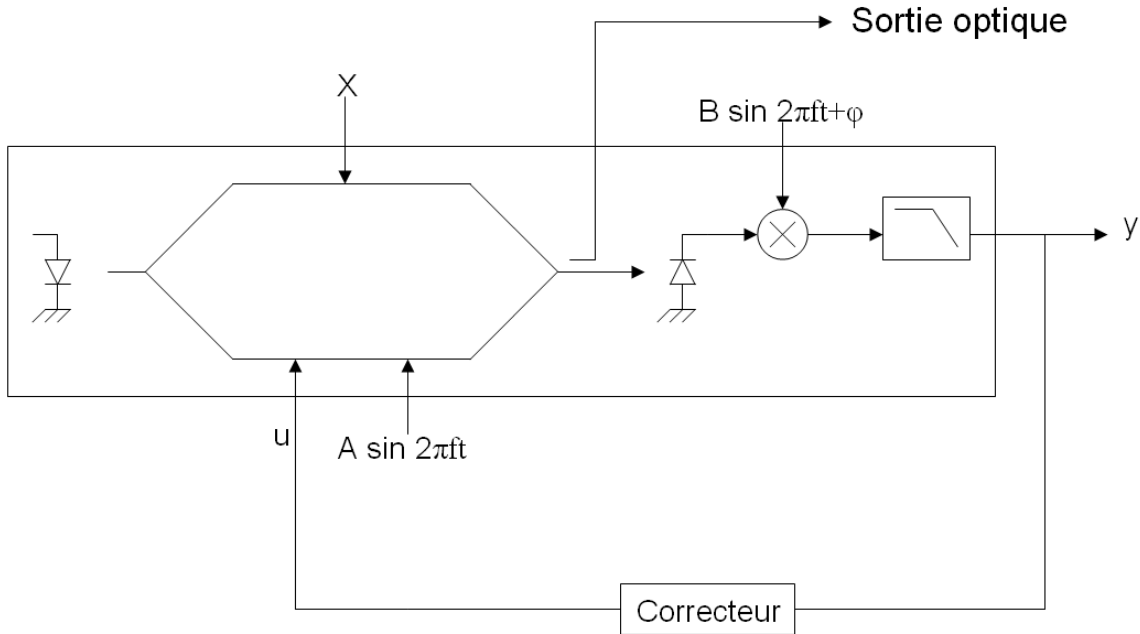 Sortie optique
X
B sin 2πft+φ
y
u
A sin 2πft
Correcteur